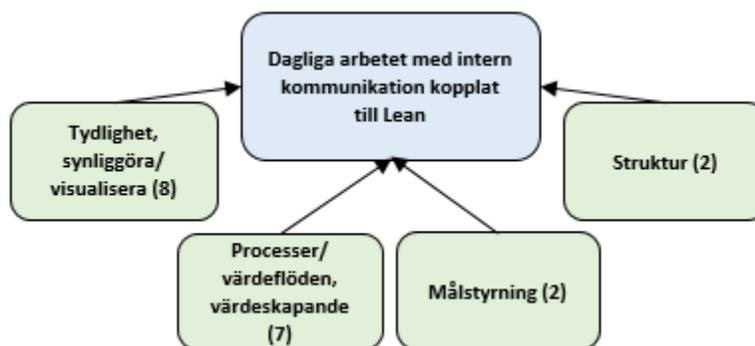 Dagliga arbetet med intern
kommunikation kopplat
till Lean
Tydlighet,
synliggöra/
visualisera (8)
Struktur (2)
Processer/
värdeflöden,
värdeskapande
(7)
Målstyrning (2)